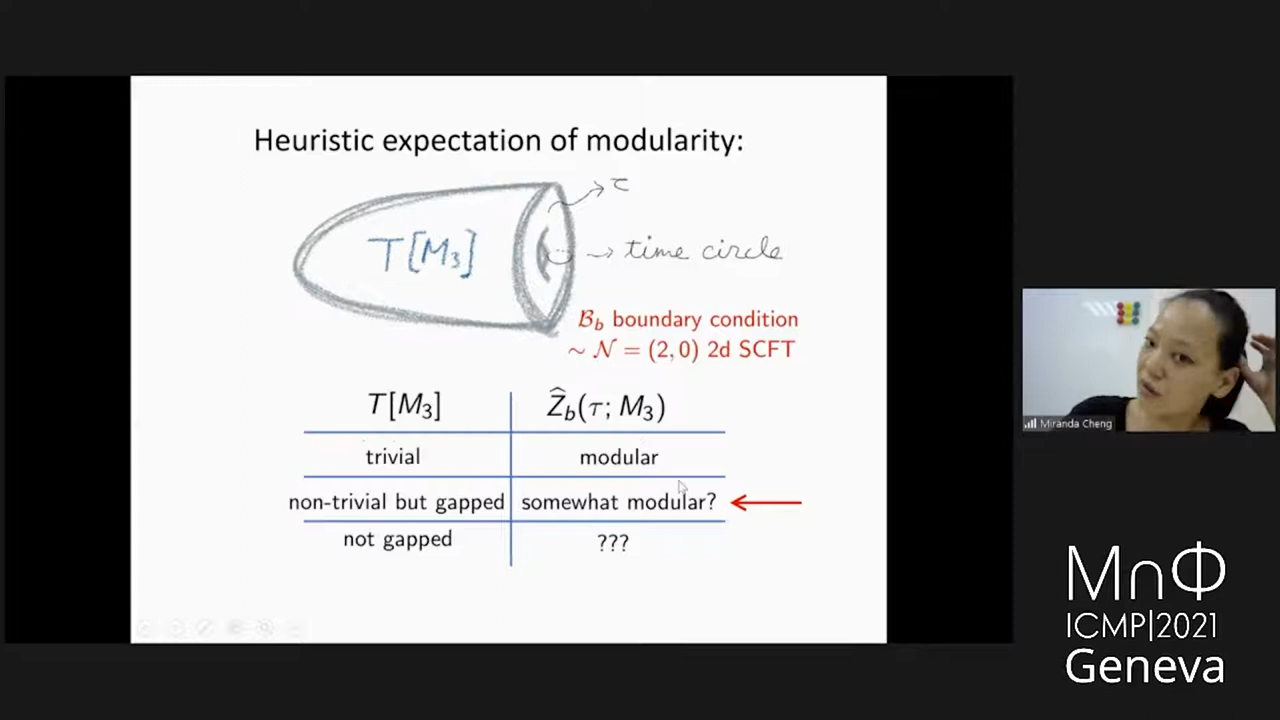 Heuristic expectation of modularity:
τ
T[M₃]
→ time circle
𝓑_b boundary condition
~ 𝒩 = (2, 0) 2d SCFT
T[M₃] Ẑ_b(τ; M₃)
trivial modular
non-trivial but gapped somewhat modular?
not gapped ???
Miranda Cheng
M∩Φ
ICMP|2021
Geneva